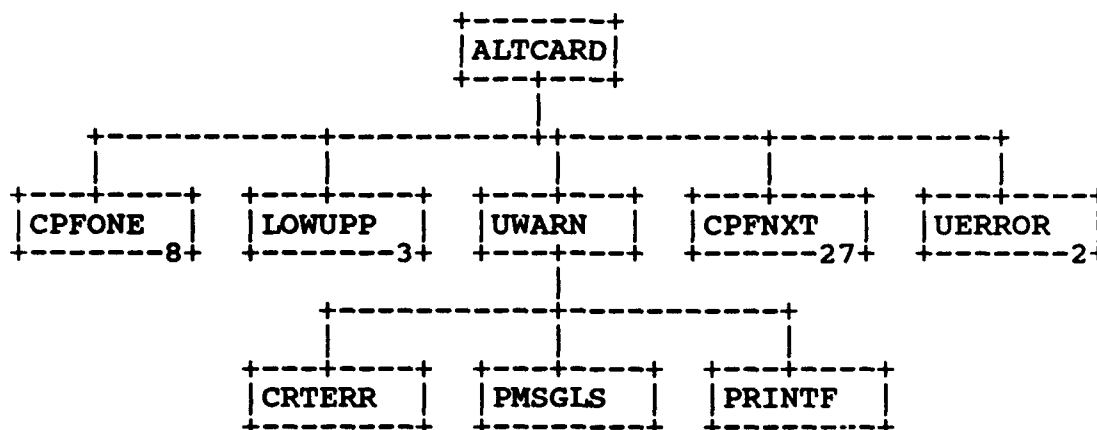 ALTCARD
CPFONE LOWUPP UWARN CPFNXT UERROR
8 3 27 2
CRTERR PMSGLS PRINTF